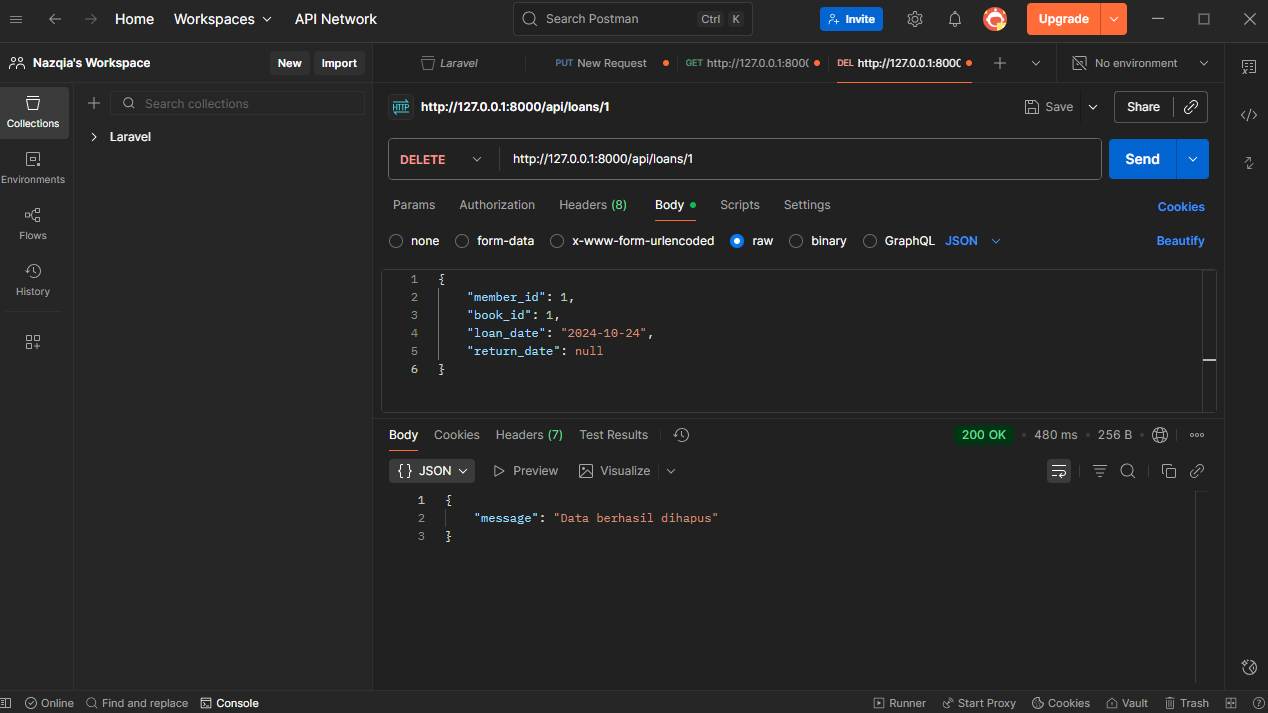 Home Workspaces API Network Search Postman Ctrl K Invite Upgrade
Nazqia's Workspace New Import Laravel PUT New Request GET http://127.0.0.1:800( DEL http://127.0.0.1:8000 No environment
Collections
Search collections
Laravel
Environments
Flows
History
HTTP http://127.0.0.1:8000/api/loans/1 Save Share
DELETE http://127.0.0.1:8000/api/loans/1 Send
Params Authorization Headers (8) Body Scripts Settings Cookies
none form-data x-www-form-urlencoded raw binary GraphQL JSON Beautify
1 {
2 "member_id": 1,
3 "book_id": 1,
4 "loan_date": "2024-10-24",
5 "return_date": null
6 }
Body Cookies Headers (7) Test Results 200 OK • 480 ms • 256 B
{} JSON Preview Visualize
1 {
2 "message": "Data berhasil dihapus"
3 }
Online Find and replace Console Runner Start Proxy Cookies Vault Trash